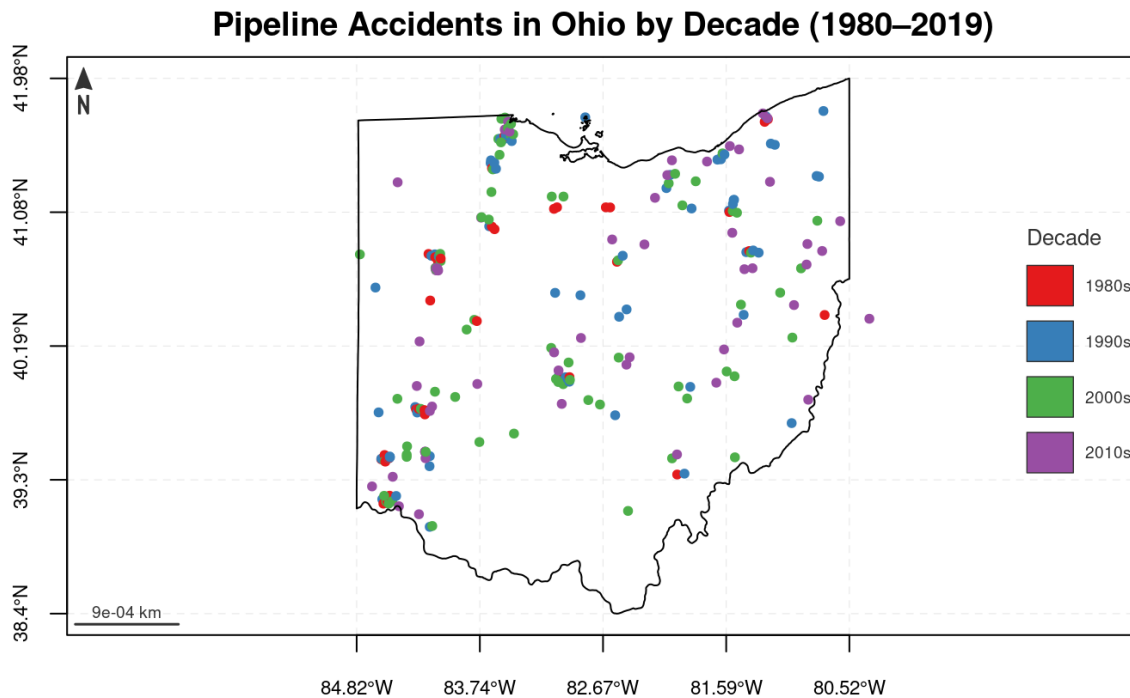 Pipeline Accidents in Ohio by Decade (1980–2019)
41.98°N
41.08°N
40.19°N
39.3°N
38.4°N
N
9e-04 km
84.82°W
83.74°W
82.67°W
81.59°W
80.52°W
Decade
1980s
1990s
2000s
2010s